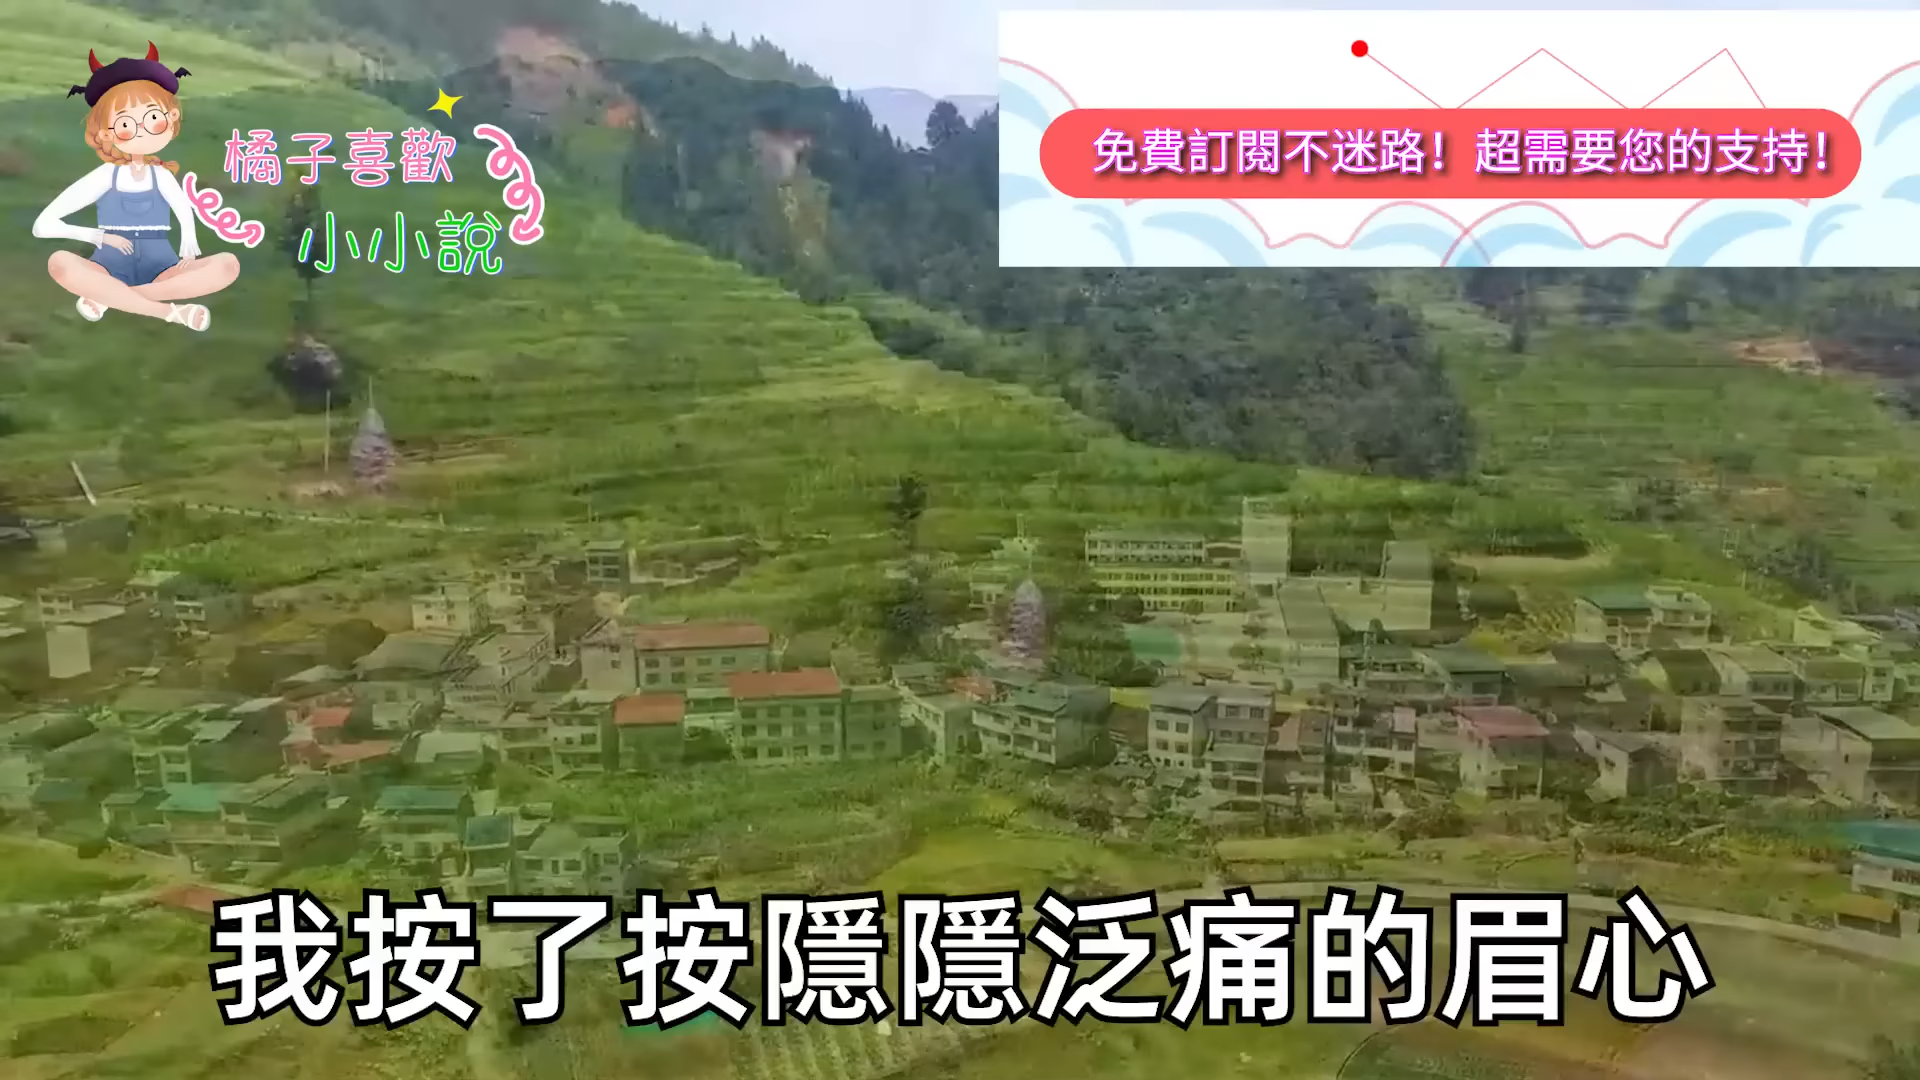 橘子喜歡
小小說
免費訂閱不迷路！超需要您的支持！
我按了按隱隱泛痛的眉心